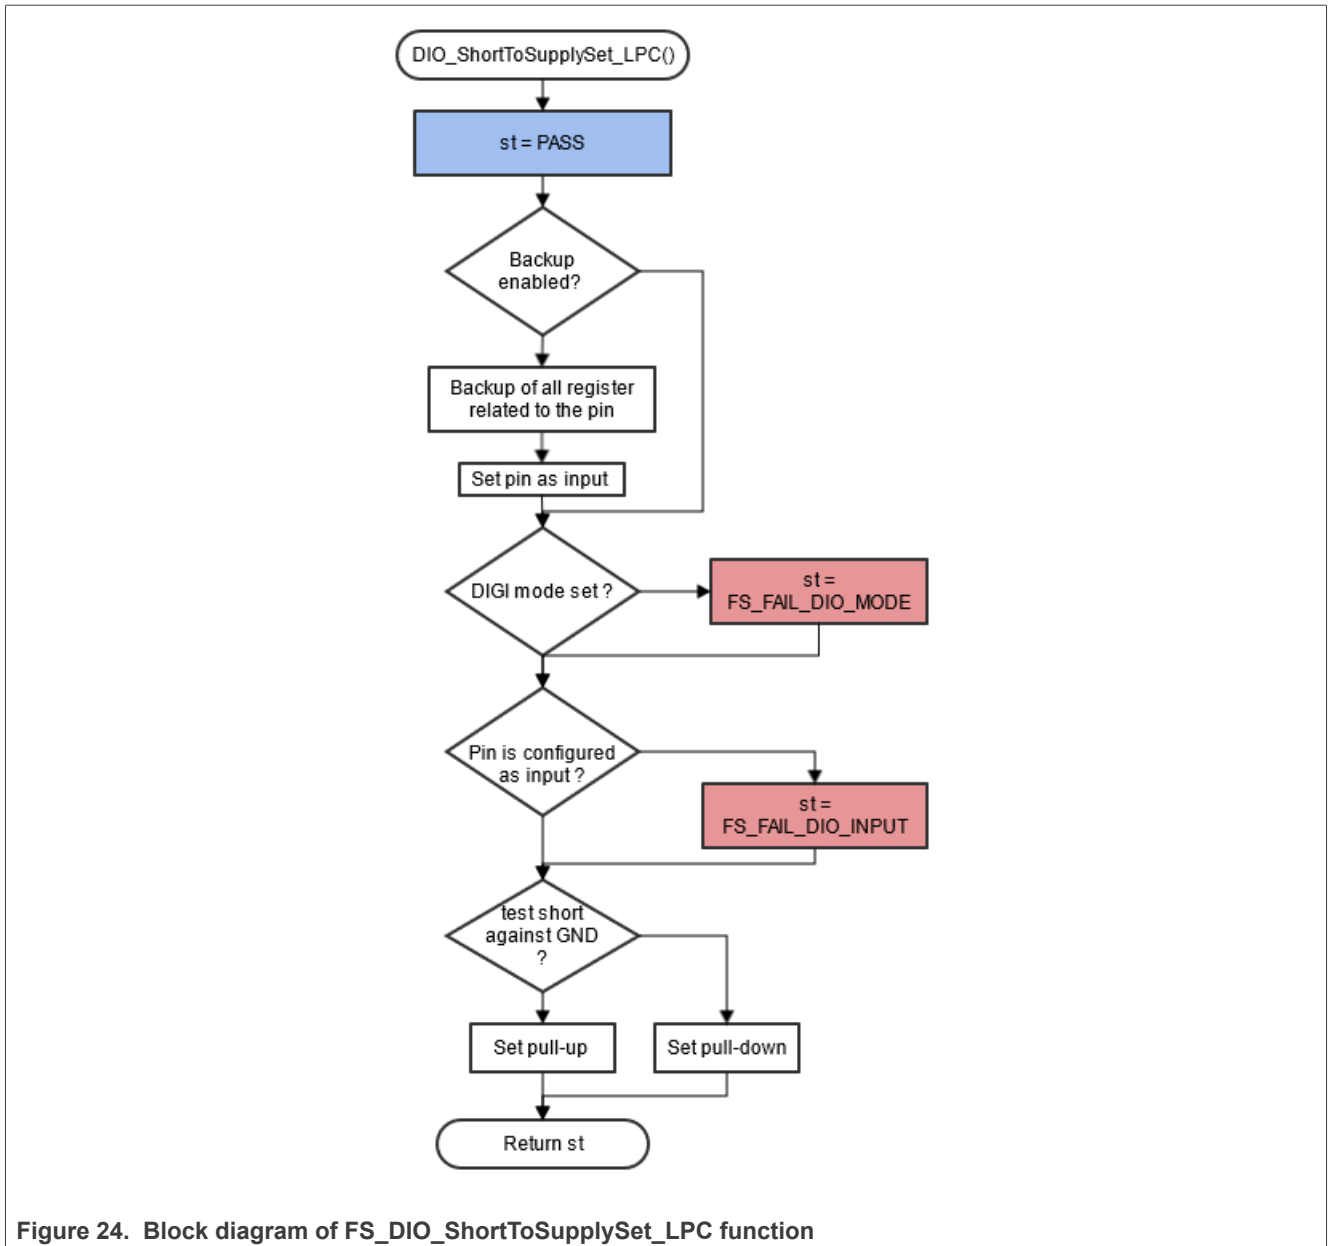 DIO_ShortToSupplySet_LPC()
st = PASS
Backup
enabled?
Backup of all register
related to the pin
Set pin as input
DIGI mode set ?
st =
FS_FAIL_DIO_MODE
Pin is configured
as input ?
st =
FS_FAIL_DIO_INPUT
test short
against GND
?
Set pull-up
Set pull-down
Return st
Figure 24. Block diagram of FS_DIO_ShortToSupplySet_LPC function